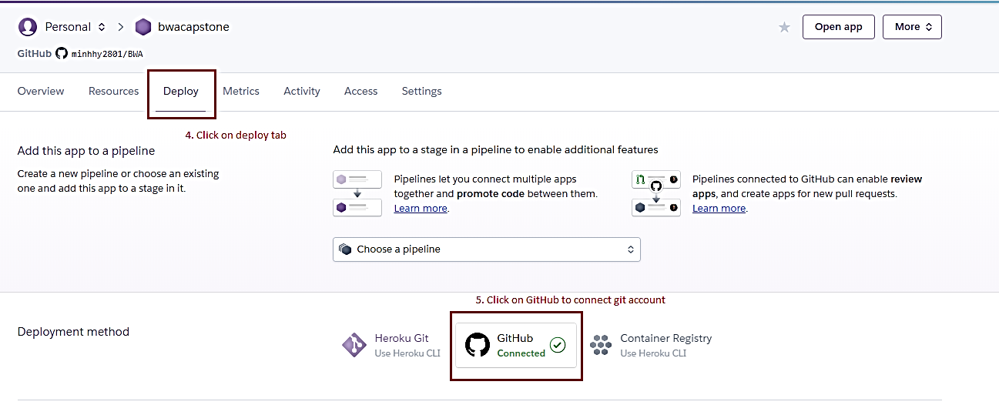 Personal
bwacapstone
Open app
More
GitHub minhhy2801/BWA
Overview
Resources
Deploy
Metrics
Activity
Access
Settings
4. Click on deploy tab
Add this app to a pipeline
Create a new pipeline or choose an existing
one and add this app to a stage in it.
Add this app to a stage in a pipeline to enable additional features
Pipelines let you connect multiple apps
together and promote code between them.
Learn more.
Pipelines connected to GitHub can enable review
apps, and create apps for new pull requests.
Learn more.
Choose a pipeline
5. Click on GitHub to connect git account
Deployment method
Heroku Git
Use Heroku CLI
GitHub
Connected
Container Registry
Use Heroku CLI